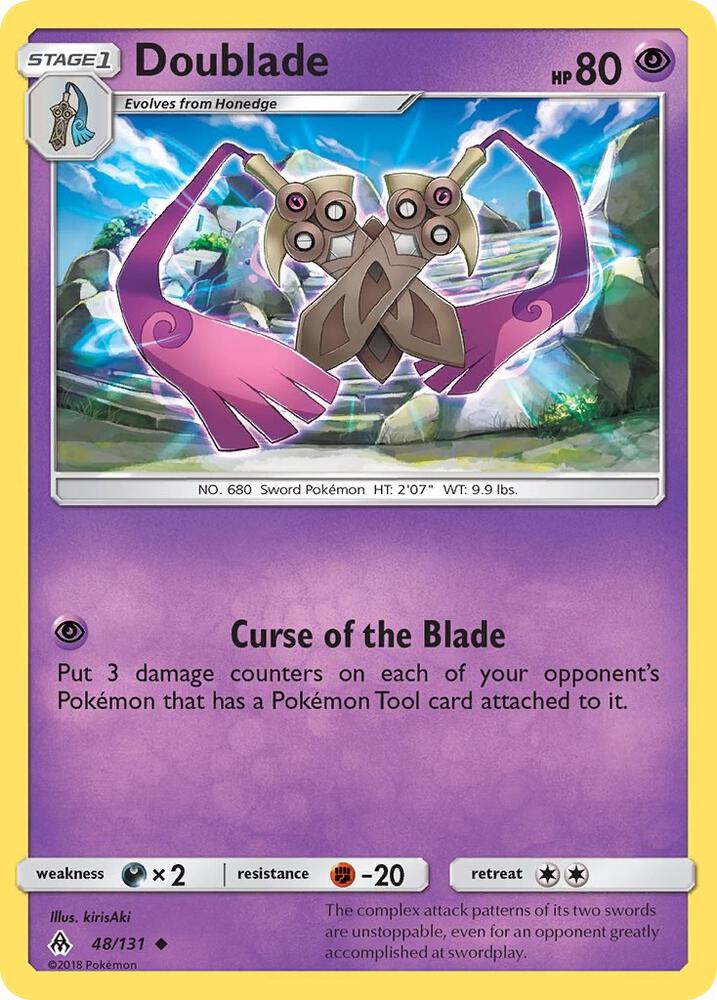 STAGE1
Doublade
HP80
Evolves from Honedge
NO. 680 Sword Pokémon HT: 2'07" WT: 9.9 lbs.
Curse of the Blade
Put 3 damage counters on each of your opponent's
Pokémon that has a Pokémon Tool card attached to it.
weakness ×2 resistance -20 retreat
Illus. kirisAki
48/131
©2018 Pokémon
The complex attack patterns of its two swords
are unstoppable, even for an opponent greatly
accomplished at swordplay.